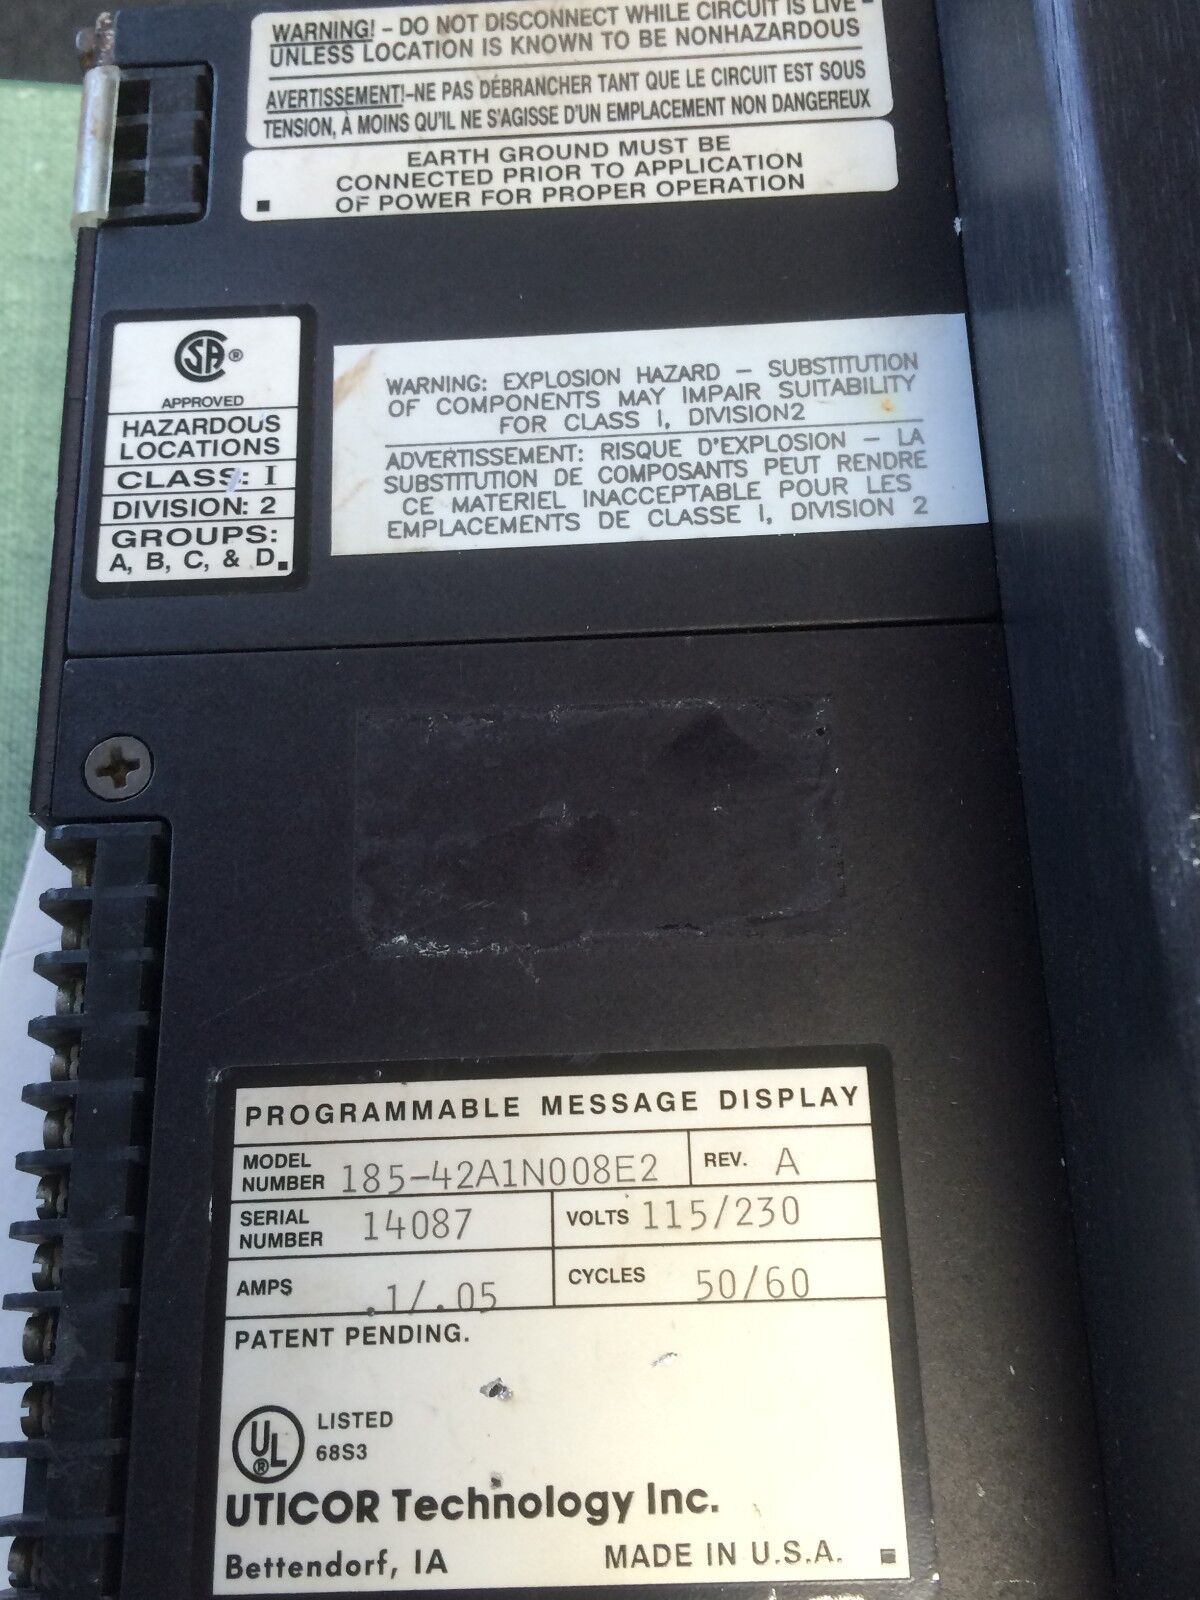 WARNING! - DO NOT DISCONNECT WHILE CIRCUIT IS LIVE
UNLESS LOCATION IS KNOWN TO BE NONHAZARDOUS
AVERTISSEMENT!-NE PAS DÉBRANCHER TANT QUE LE CIRCUIT EST SOUS
TENSION, À MOINS QU'IL NE S'AGISSE D'UN EMPLACEMENT NON DANGEREUX
EARTH GROUND MUST BE
CONNECTED PRIOR TO APPLICATION
OF POWER FOR PROPER OPERATION
CSA ®
APPROVED
HAZARDOUS
LOCATIONS
CLASS: I
DIVISION: 2
GROUPS:
A, B, C, & D
WARNING: EXPLOSION HAZARD – SUBSTITUTION
OF COMPONENTS MAY IMPAIR SUITABILITY
FOR CLASS I, DIVISION2
ADVERTISSEMENT: RISQUE D'EXPLOSION – LA
SUBSTITUTION DE COMPOSANTS PEUT RENDRE
CE MATERIEL INACCEPTABLE POUR LES
EMPLACEMENTS DE CLASSE I, DIVISION 2
PROGRAMMABLE MESSAGE DISPLAY
MODEL NUMBER 185-42A1N008E2 REV. A
SERIAL NUMBER 14087 VOLTS 115/230
AMPS .1/.05 CYCLES 50/60
PATENT PENDING.
UL ® LISTED
68S3
UTICOR Technology Inc.
Bettendorf, IA MADE IN U.S.A.